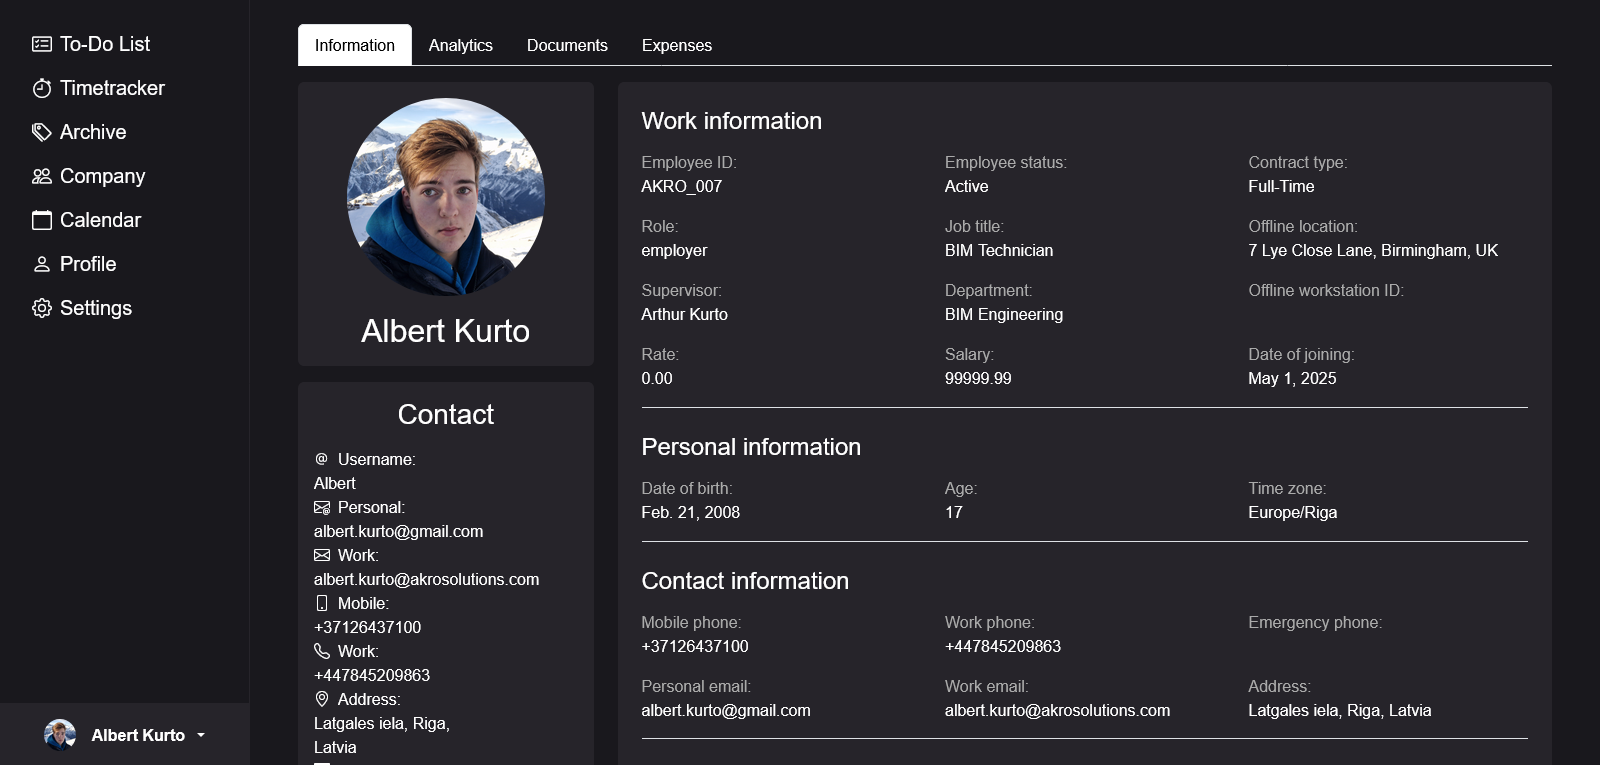 To-Do List
Timetracker
Archive
Company
Calendar
Profile
Settings
Albert Kurto
Information Analytics Documents Expenses
Albert Kurto
Contact
Username:
Albert
Personal:
albert.kurto@gmail.com
Work:
albert.kurto@akrosolutions.com
Mobile:
+37126437100
Work:
+447845209863
Address:
Latgales iela, Riga,
Latvia
Work information
Employee ID: Employee status: Contract type:
AKRO_007 Active Full-Time
Role: Job title: Offline location:
employer BIM Technician 7 Lye Close Lane, Birmingham, UK
Supervisor: Department: Offline workstation ID:
Arthur Kurto BIM Engineering
Rate: Salary: Date of joining:
0.00 99999.99 May 1, 2025
Personal information
Date of birth: Age: Time zone:
Feb. 21, 2008 17 Europe/Riga
Contact information
Mobile phone: Work phone: Emergency phone:
+37126437100 +447845209863
Personal email: Work email: Address:
albert.kurto@gmail.com albert.kurto@akrosolutions.com Latgales iela, Riga, Latvia